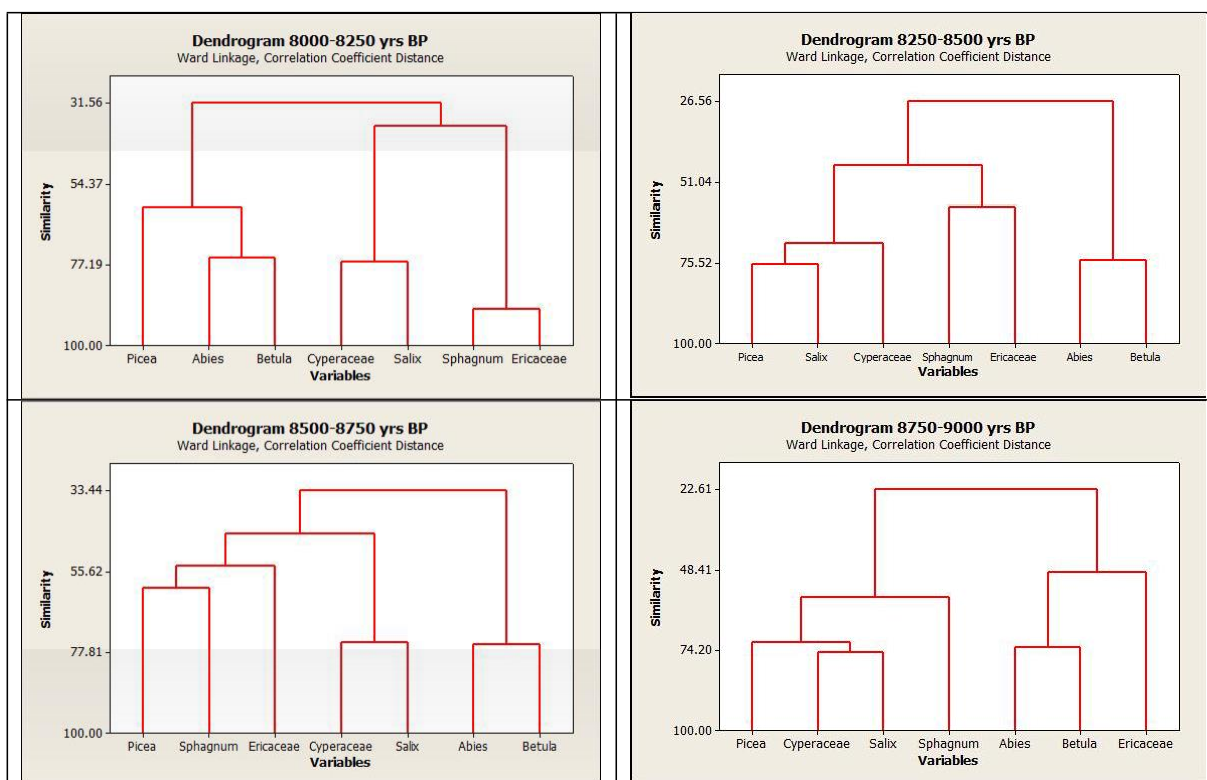 Dendrogram 8000-8250 yrs BP
Ward Linkage, Correlation Coefficient Distance
31.56
54.37
77.19
100.00
Similarity
Picea Abies Betula Cyperaceae Salix Sphagnum Ericaceae
Variables
Dendrogram 8250-8500 yrs BP
Ward Linkage, Correlation Coefficient Distance
26.56
51.04
75.52
100.00
Similarity
Picea Salix Cyperaceae Sphagnum Ericaceae Abies Betula
Variables
Dendrogram 8500-8750 yrs BP
Ward Linkage, Correlation Coefficient Distance
33.44
55.62
77.81
100.00
Similarity
Picea Sphagnum Ericaceae Cyperaceae Salix Abies Betula
Variables
Dendrogram 8750-9000 yrs BP
Ward Linkage, Correlation Coefficient Distance
22.61
48.41
74.20
100.00
Similarity
Picea Cyperaceae Salix Sphagnum Abies Betula Ericaceae
Variables